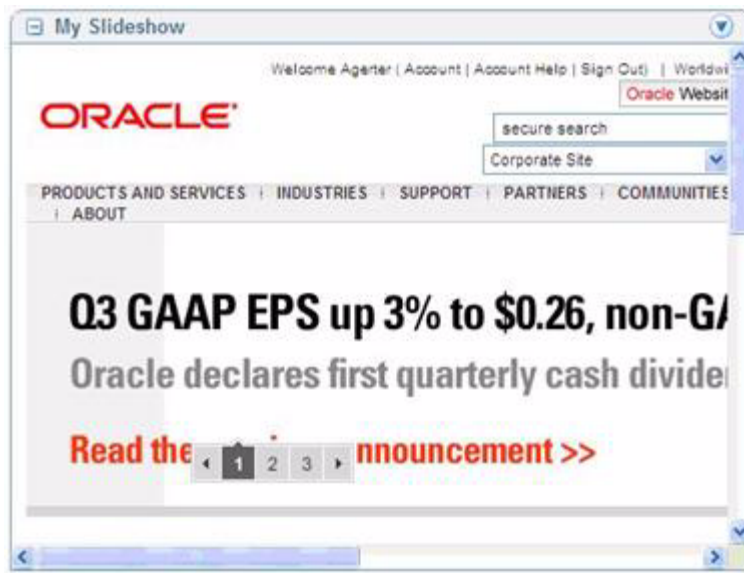 My Slideshow
Welcome Agerter ( Account | Account Help | Sign Out) | Worldwi
Oracle Websit
ORACLE
secure search
Corporate Site
PRODUCTS AND SERVICES | INDUSTRIES | SUPPORT | PARTNERS | COMMUNITIES
| ABOUT
Q3 GAAP EPS up 3% to $0.26, non-GA
Oracle declares first quarterly cash divide
Read the nnouncement >>
1 2 3